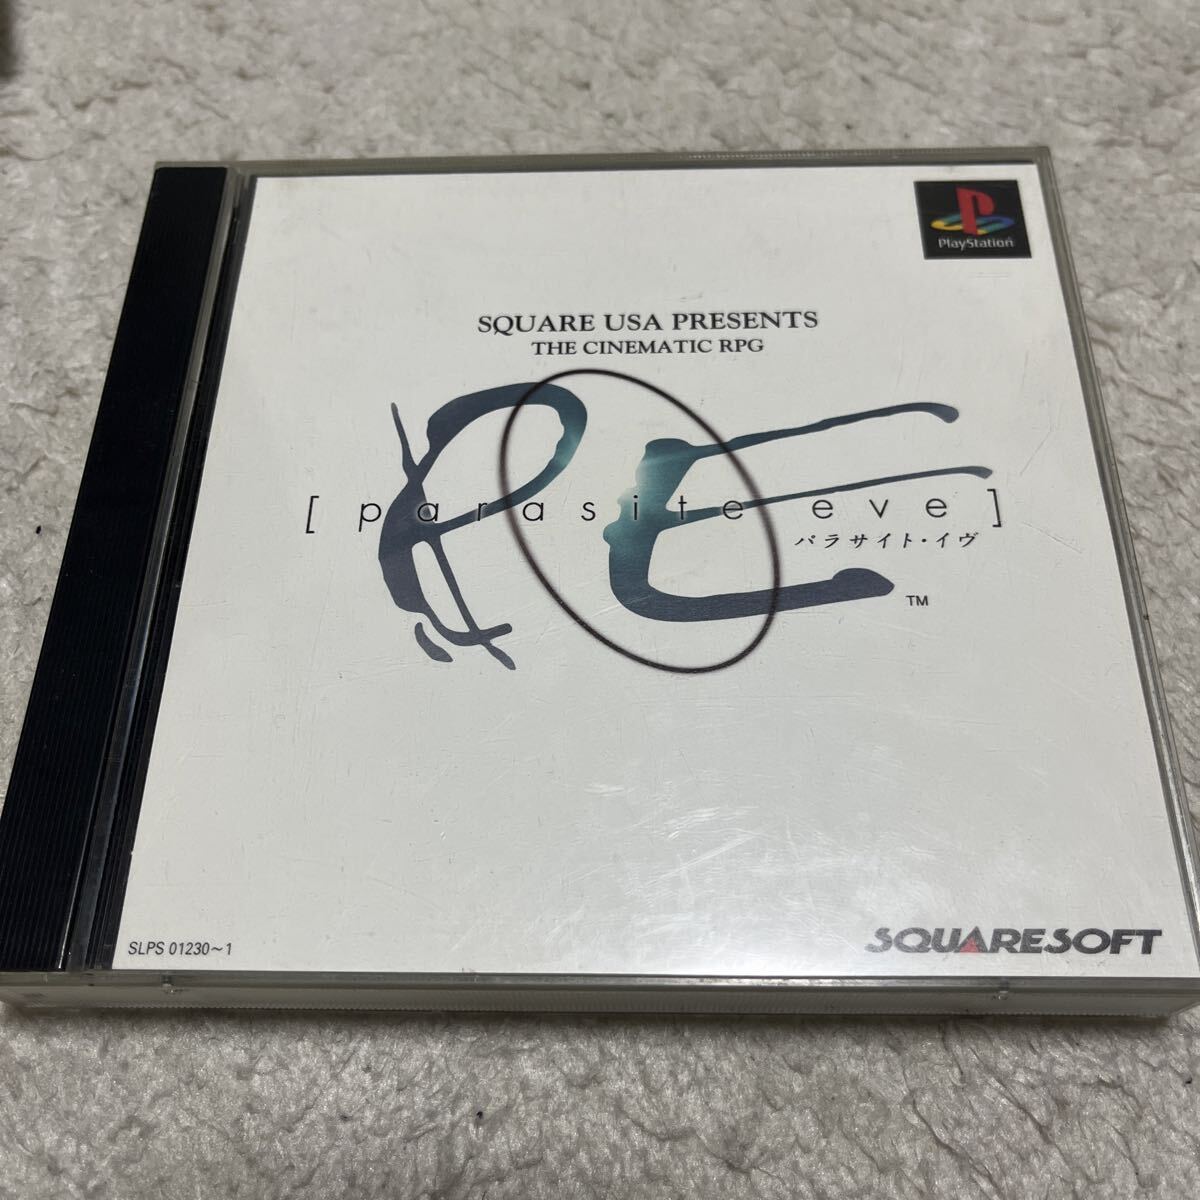 PlayStation
SQUARE USA PRESENTS
THE CINEMATIC RPG
PE
[ parasite eve ]
パラサイト・イヴ
TM
SLPS 01230～1
SQUARESOFT